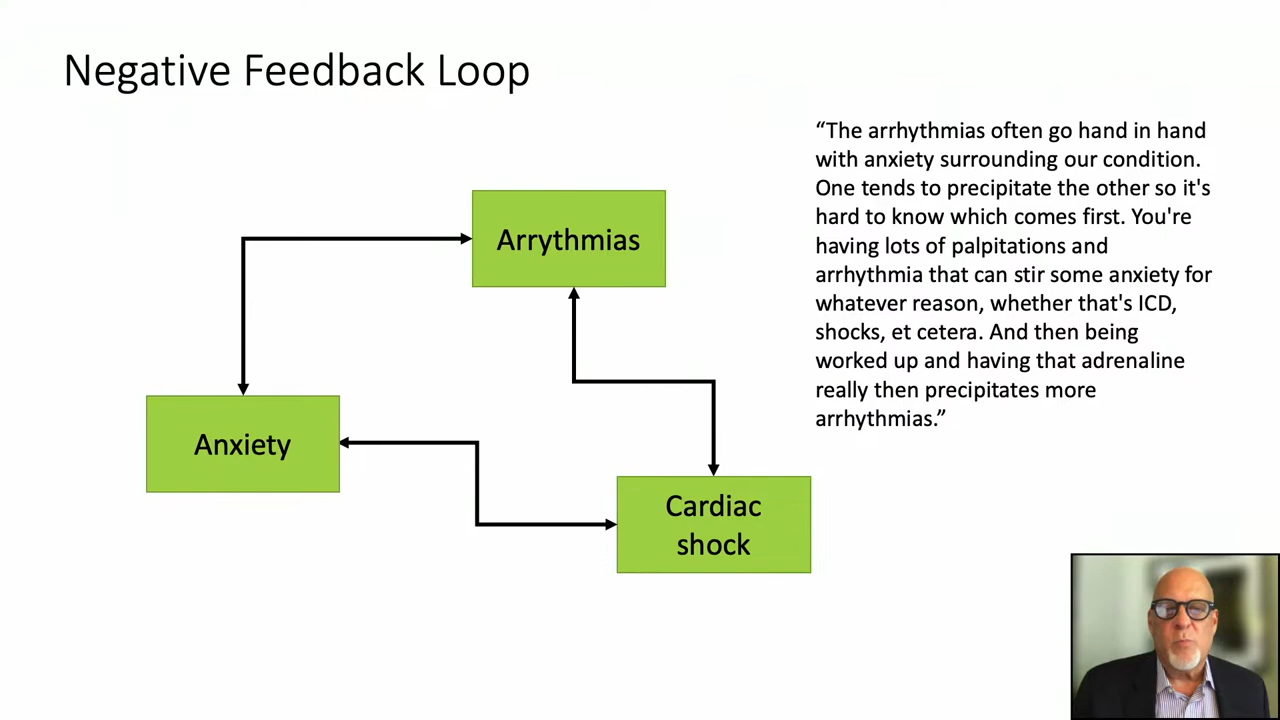 Negative Feedback Loop
“The arrhythmias often go hand in hand
with anxiety surrounding our condition.
One tends to precipitate the other so it's
hard to know which comes first. You're
having lots of palpitations and
arrhythmia that can stir some anxiety for
whatever reason, whether that's ICD,
shocks, et cetera. And then being
worked up and having that adrenaline
really then precipitates more
arrhythmias.”
Arrythmias
Anxiety
Cardiac
shock